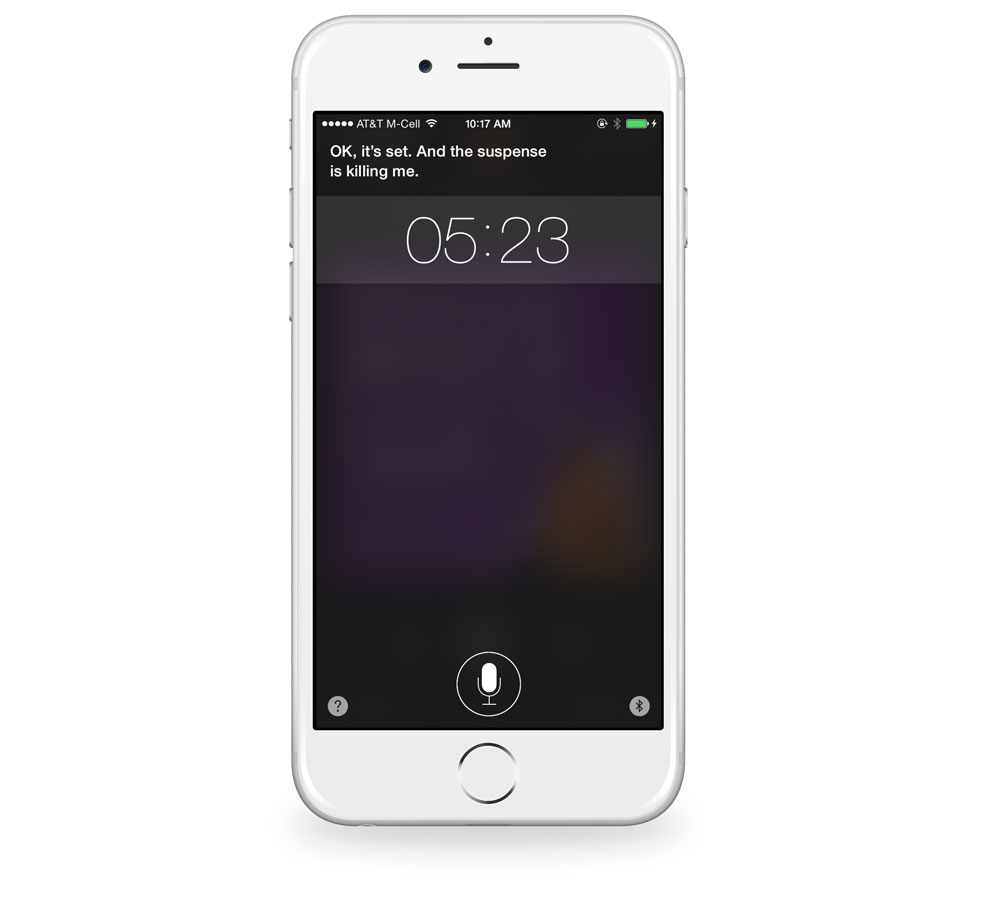 AT&T M-Cell 10:17 AM
OK, it’s set. And the suspense
is killing me.
05:23
?